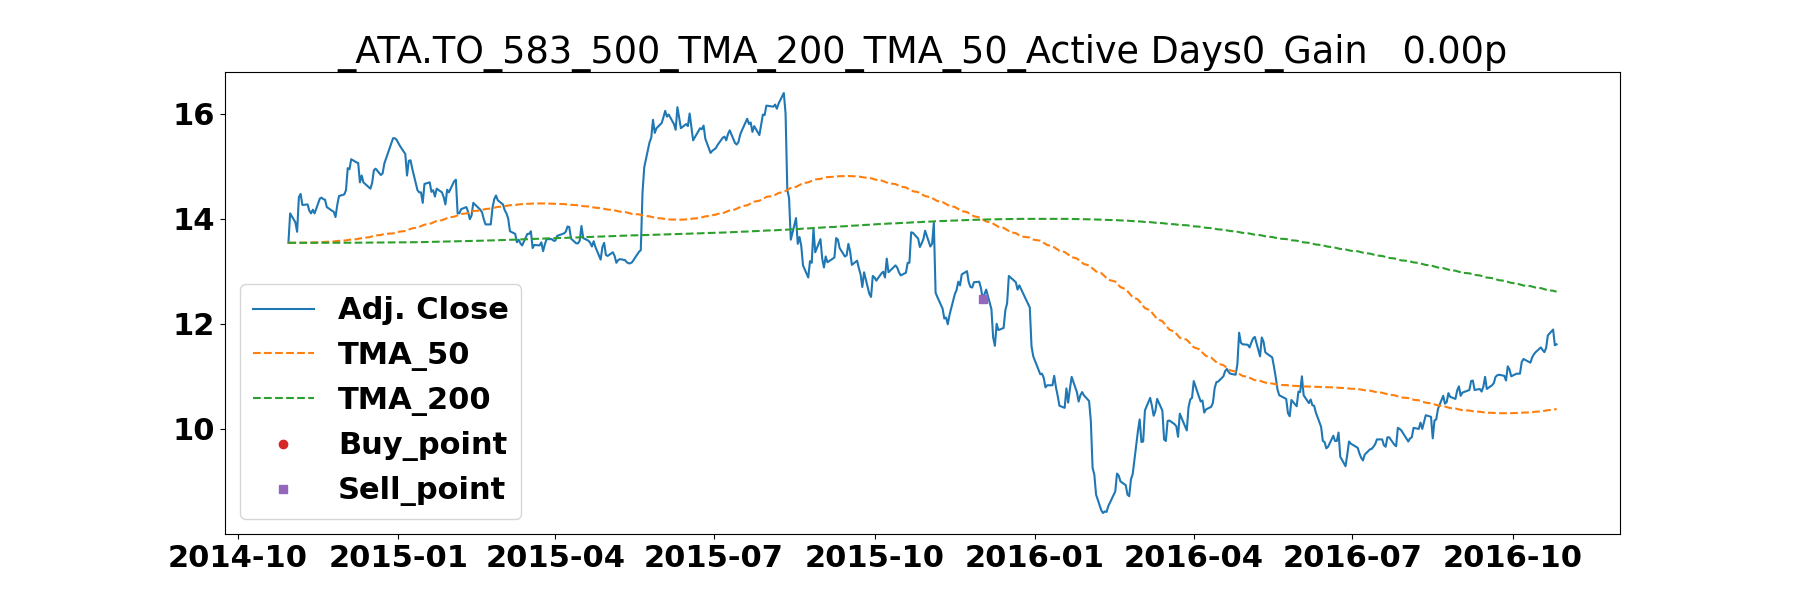 _ATA.TO_583_500_TMA_200_TMA_50_Active Days0_Gain   0.00p
16
14
12
10
Adj. Close
TMA_50
TMA_200
Buy_point
Sell_point
2014-10 2015-01 2015-04 2015-07 2015-10 2016-01 2016-04 2016-07 2016-10